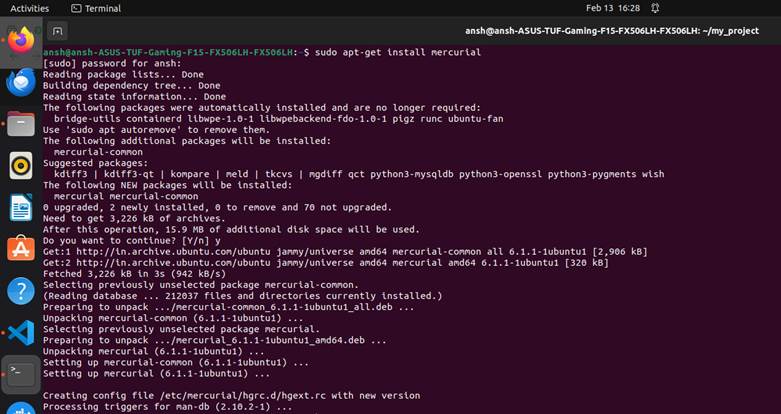 Activities
Terminal
Feb 13 16:28
ansh@ansh-ASUS-TUF-Gaming-F15-FX506LH-FX506LH: ~/my_project
ansh@ansh-ASUS-TUF-Gaming-F15-FX506LH-FX506LH:~$ sudo apt-get install mercurial
[sudo] password for ansh:
Reading package lists... Done
Building dependency tree... Done
Reading state information... Done
The following packages were automatically installed and are no longer required:
  bridge-utils containerd libwpe-1.0-1 libwpebackend-fdo-1.0-1 pigz runc ubuntu-fan
Use 'sudo apt autoremove' to remove them.
The following additional packages will be installed:
  mercurial-common
Suggested packages:
  kdiff3 | kdiff3-qt | kompare | meld | tkcvs | mgdiff qct python3-mysqldb python3-openssl python3-pygments wish
The following NEW packages will be installed:
  mercurial mercurial-common
0 upgraded, 2 newly installed, 0 to remove and 70 not upgraded.
Need to get 3,226 kB of archives.
After this operation, 15.9 MB of additional disk space will be used.
Do you want to continue? [Y/n] y
Get:1 http://in.archive.ubuntu.com/ubuntu jammy/universe amd64 mercurial-common all 6.1.1-1ubuntu1 [2,906 kB]
Get:2 http://in.archive.ubuntu.com/ubuntu jammy/universe amd64 mercurial amd64 6.1.1-1ubuntu1 [320 kB]
Fetched 3,226 kB in 3s (942 kB/s)
Selecting previously unselected package mercurial-common.
(Reading database ... 212037 files and directories currently installed.)
Preparing to unpack .../mercurial-common_6.1.1-1ubuntu1_all.deb ...
Unpacking mercurial-common (6.1.1-1ubuntu1) ...
Selecting previously unselected package mercurial.
Preparing to unpack .../mercurial_6.1.1-1ubuntu1_amd64.deb ...
Unpacking mercurial (6.1.1-1ubuntu1) ...
Setting up mercurial-common (6.1.1-1ubuntu1) ...
Setting up mercurial (6.1.1-1ubuntu1) ...
Creating config file /etc/mercurial/hgrc.d/hgext.rc with new version
Processing triggers for man-db (2.10.2-1) ...